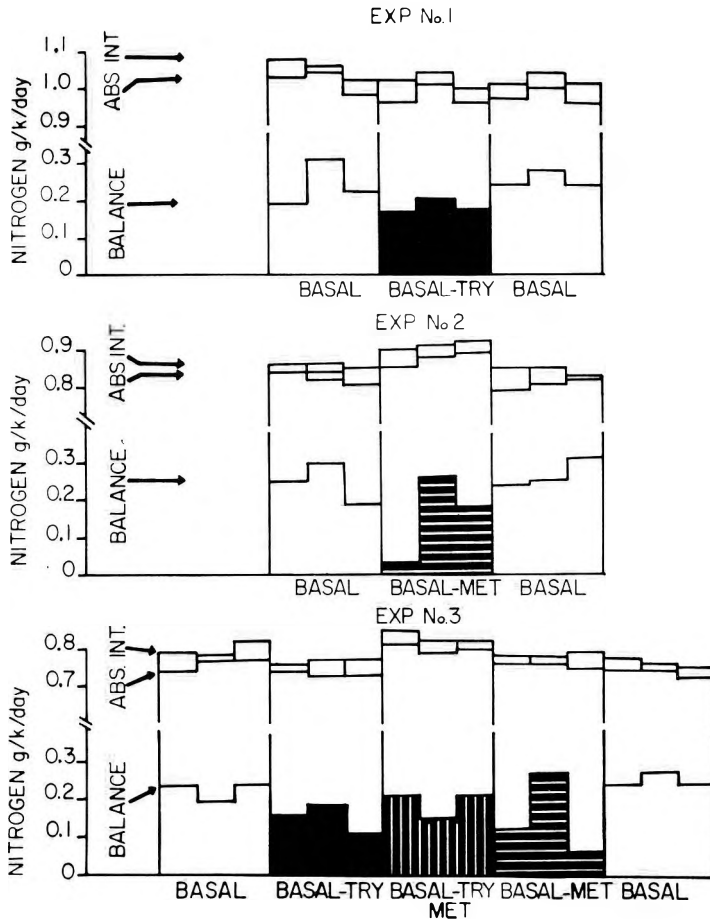 EXP No.1
NITROGEN g/k/day
BALANCE
ABS INT
1.1
1.0
0.9
0.3
0.2
0.1
0
BASAL BASAL-TRY BASAL
EXP No.2
NITROGEN g/k/day
BALANCE.
ABS INT.
0.9
0.8
0.3
0.2
0.1
0
BASAL BASAL-MET BASAL
EXP No.3
NITROGEN g/k/day
BALANCE
ABS. INT.
0.8
0.7
0.3
0.2
0.1
0
BASAL BASAL-TRY BASAL-TRY BASAL-MET BASAL
MET